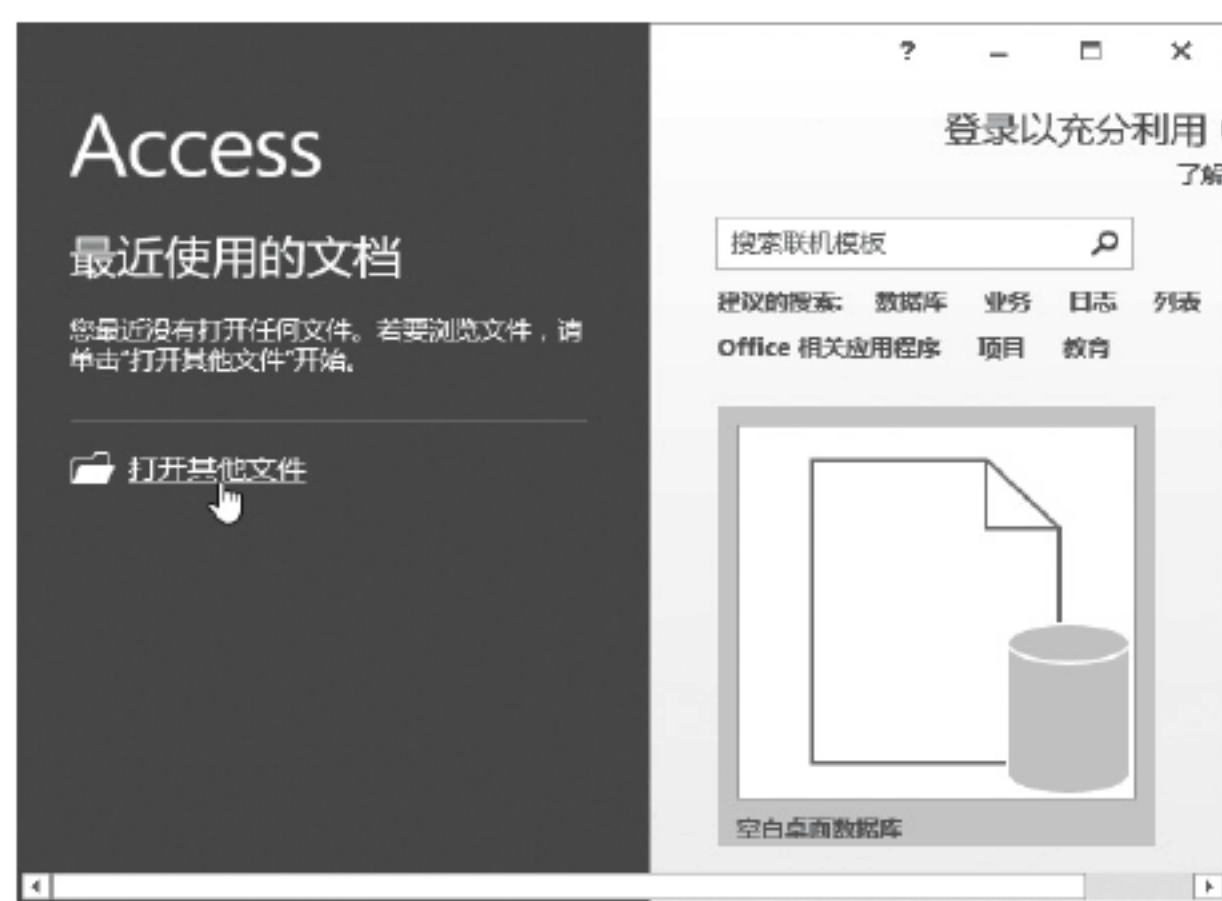 ?
Access
最近使用的文档
您最近没有打开任何文件。若要浏览文件，请
单击“打开其他文件”开始。
打开其他文件
登录以充分利用
了解
搜索联机模板
建议的搜索: 数据库 业务 日志 列表
Office 相关应用程序 项目 教育
空白桌面数据库